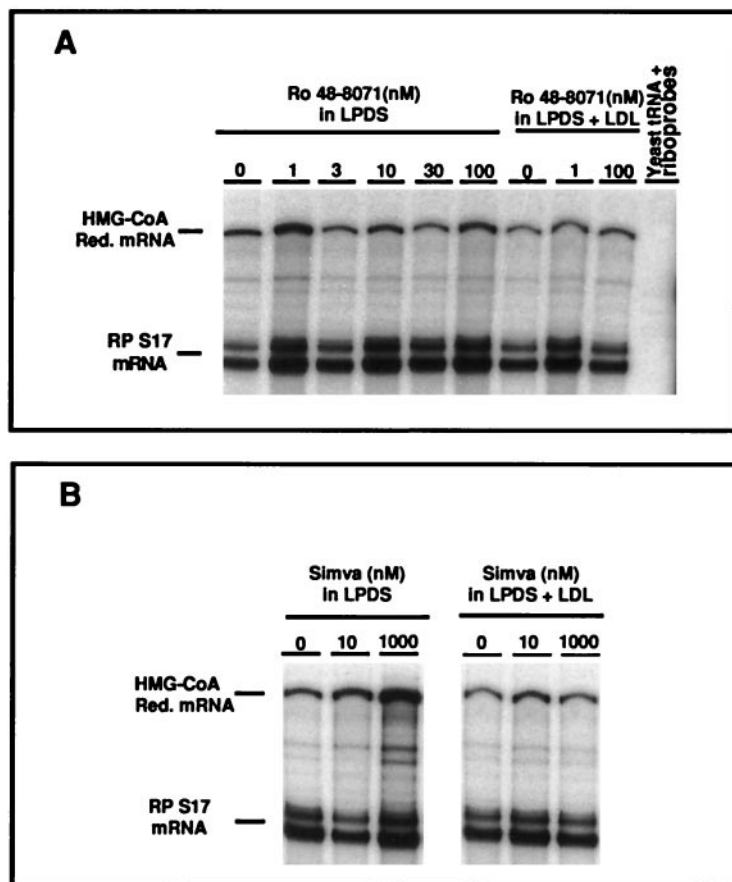 A
Ro 48-8071(nM)
in LPDS
Ro 48-8071(nM)
in LPDS + LDL
Yeast tRNA +
riboprobes
0 1 3 10 30 100 0 1 100
HMG-CoA
Red. mRNA
RP S17
mRNA
B
Simva (nM)
in LPDS
Simva (nM)
in LPDS + LDL
0 10 1000 0 10 1000
HMG-CoA
Red. mRNA
RP S17
mRNA